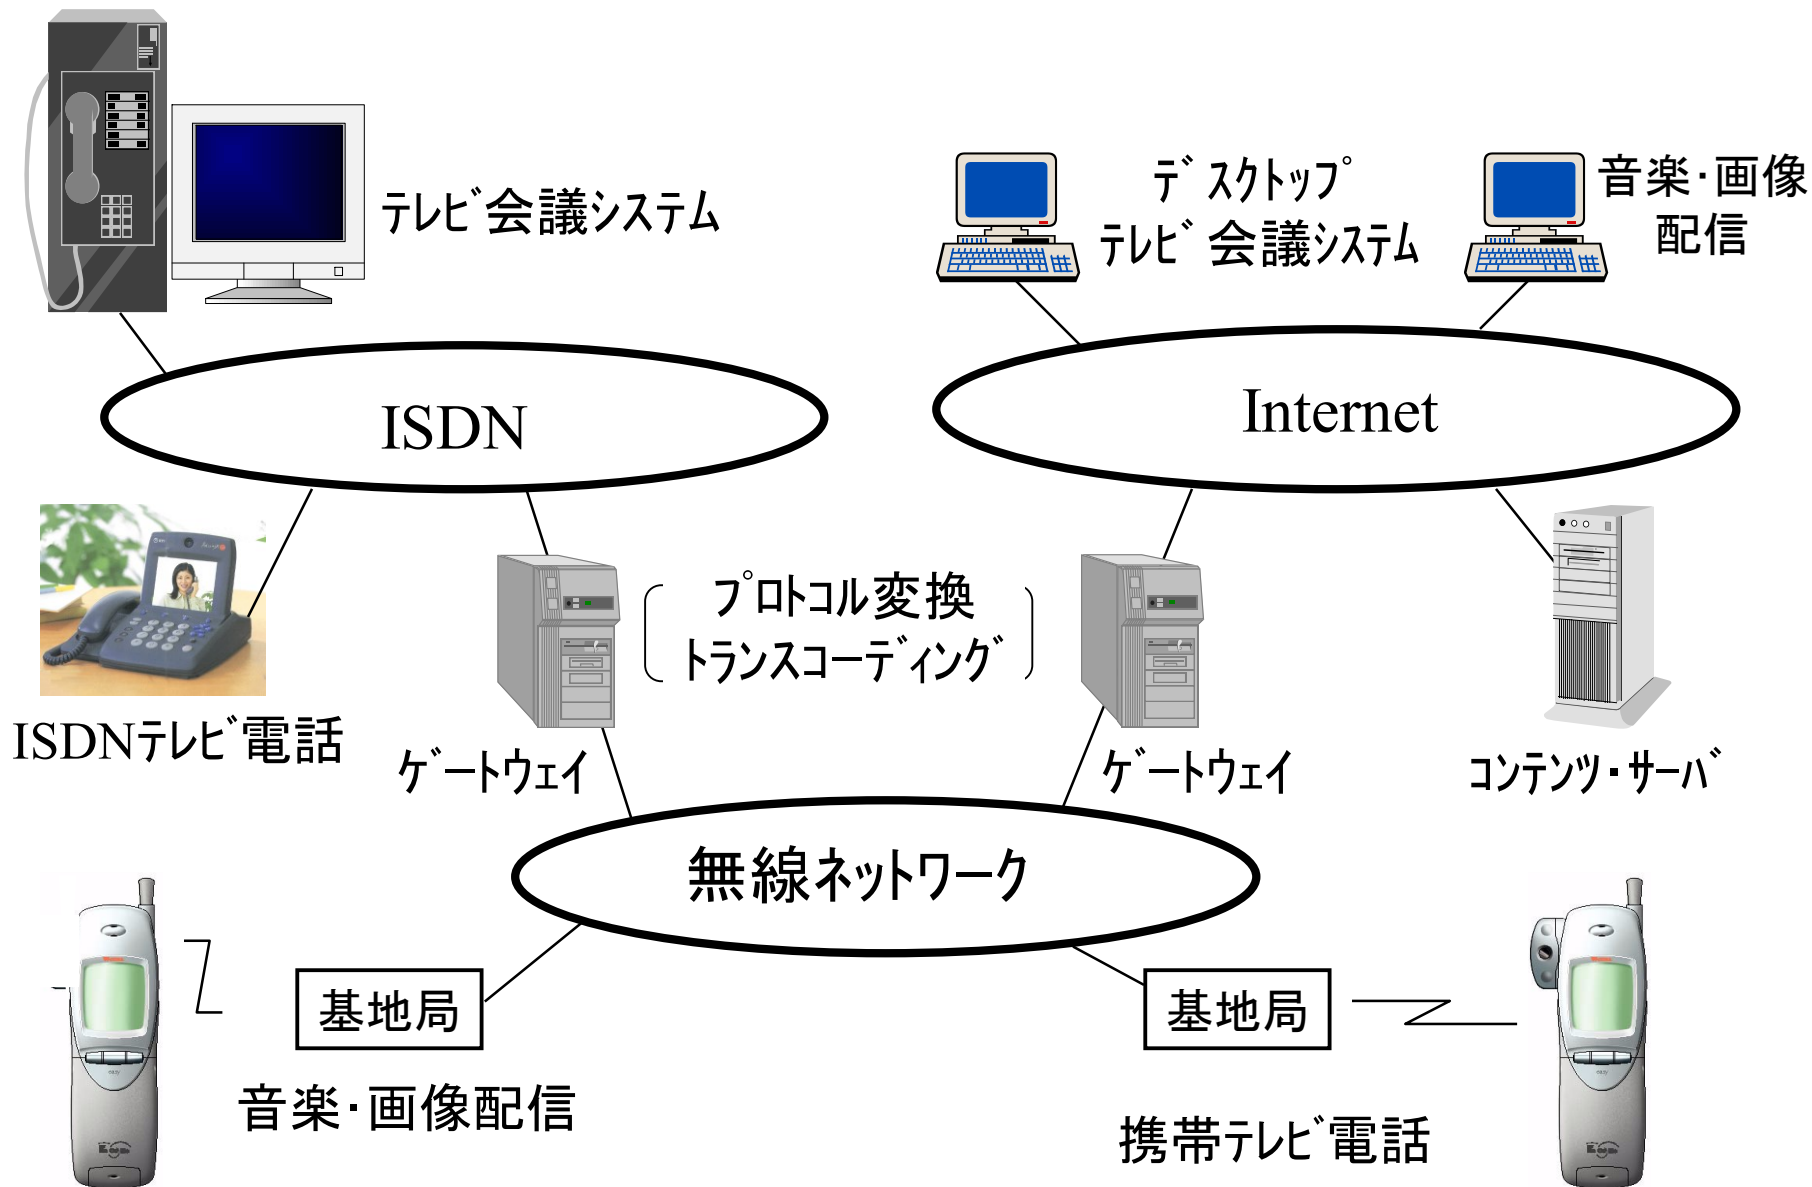 テレビ会議システム
デスクトップ
テレビ会議システム
音楽・画像
配信
ISDN
Internet
プロトコル変換
トランスコーディング
ISDNテレビ電話
ゲートウェイ
ゲートウェイ
コンテンツ・サーバ
無線ネットワーク
基地局
基地局
音楽・画像配信
携帯テレビ電話